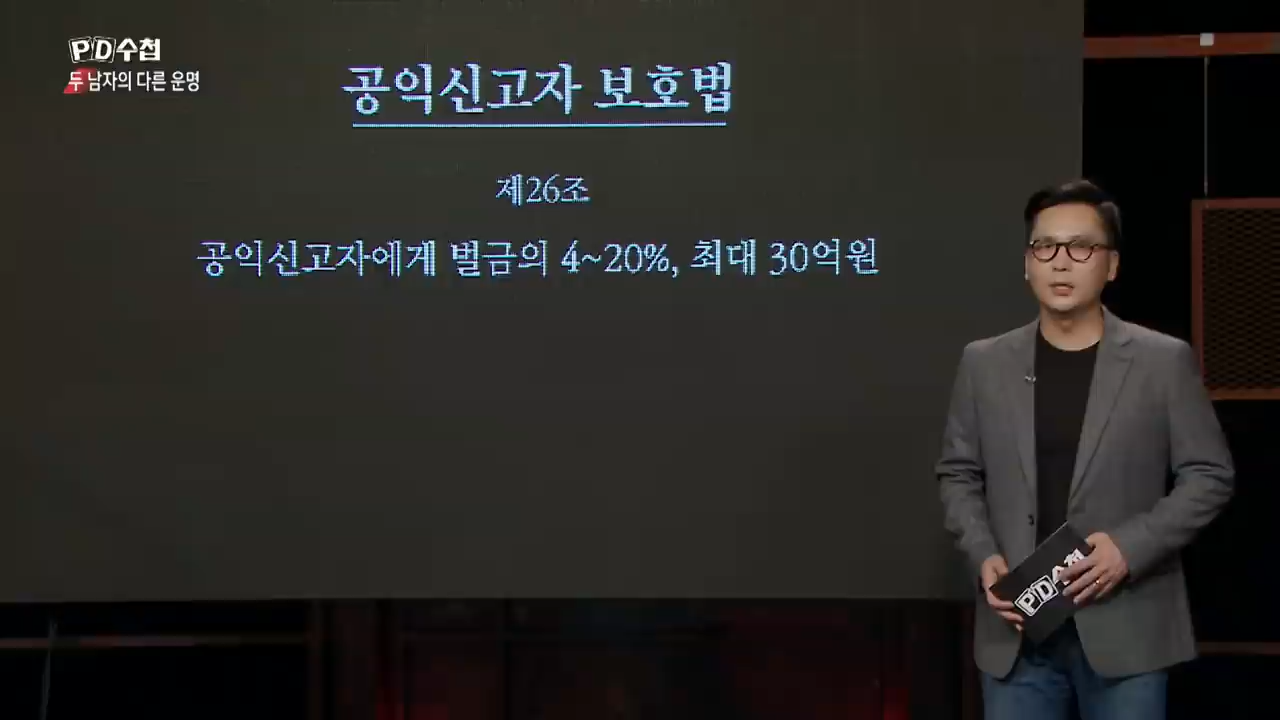 PD수첩
두 남자의 다른 운명
공익신고자 보호법
제26조
공익신고자에게 벌금의 4~20%, 최대 30억원
PD수첩